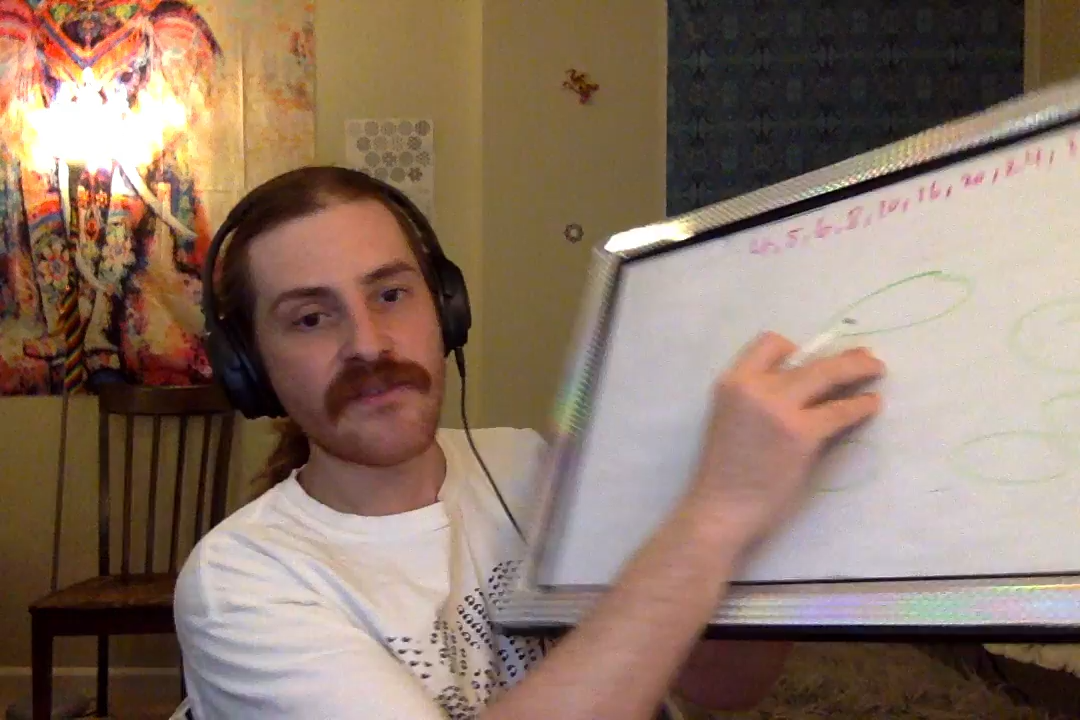 4, 5, 6, 8, 10, 16, 20, 24,